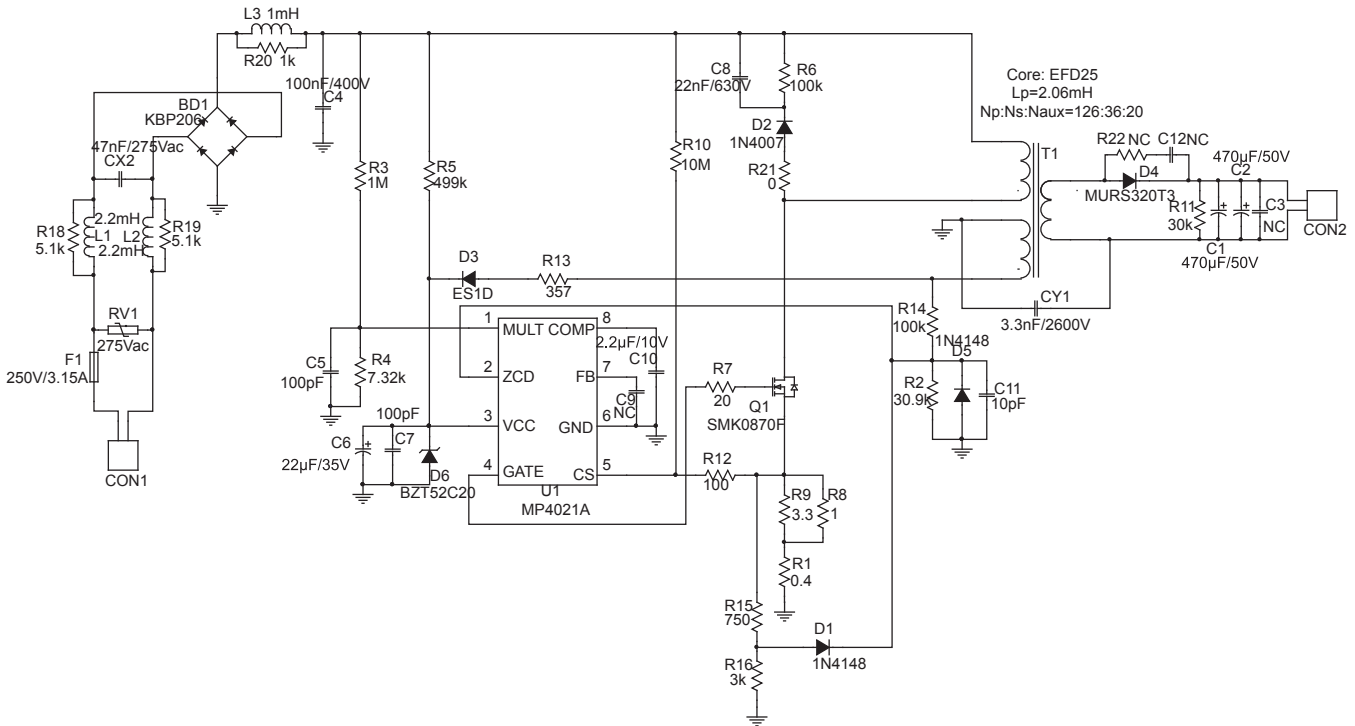 L3 1mH
R20 1k
100nF/400V
C4
BD1
KBP206
47nF/275Vac
CX2
R3
1M
R5
499k
R10
10M
C8
22nF/630V
R6
100k
D2
1N4007
R21
0
Core: EFD25
Lp=2.06mH
Np:Ns:Naux=126:36:20
T1
R22 NC
C12NC
D4
MURS320T3
470µF/50V
C2
R11
30k
C3
NC
C1
470µF/50V
CON2
R18
5.1k
2.2mH
L1
L2
2.2mH
R19
5.1k
RV1
275Vac
F1
250V/3.15A
CON1
D3
ES1D
R13
357
R14
100k
CY1
3.3nF/2600V
C5
100pF
R4
7.32k
1
MULT
COMP
8
2
ZCD
FB
7
3
VCC
GND
6
4
GATE
CS
5
U1
MP4021A
2.2µF/10V
C10
C9
NC
R7
20
Q1
SMK0870F
1N4148
D5
R2
30.9k
C11
10pF
100pF
C6
22µF/35V
C7
D6
BZT52C20
R12
100
R9
3.3
R8
1
R1
0.4
R15
750
D1
1N4148
R16
3k